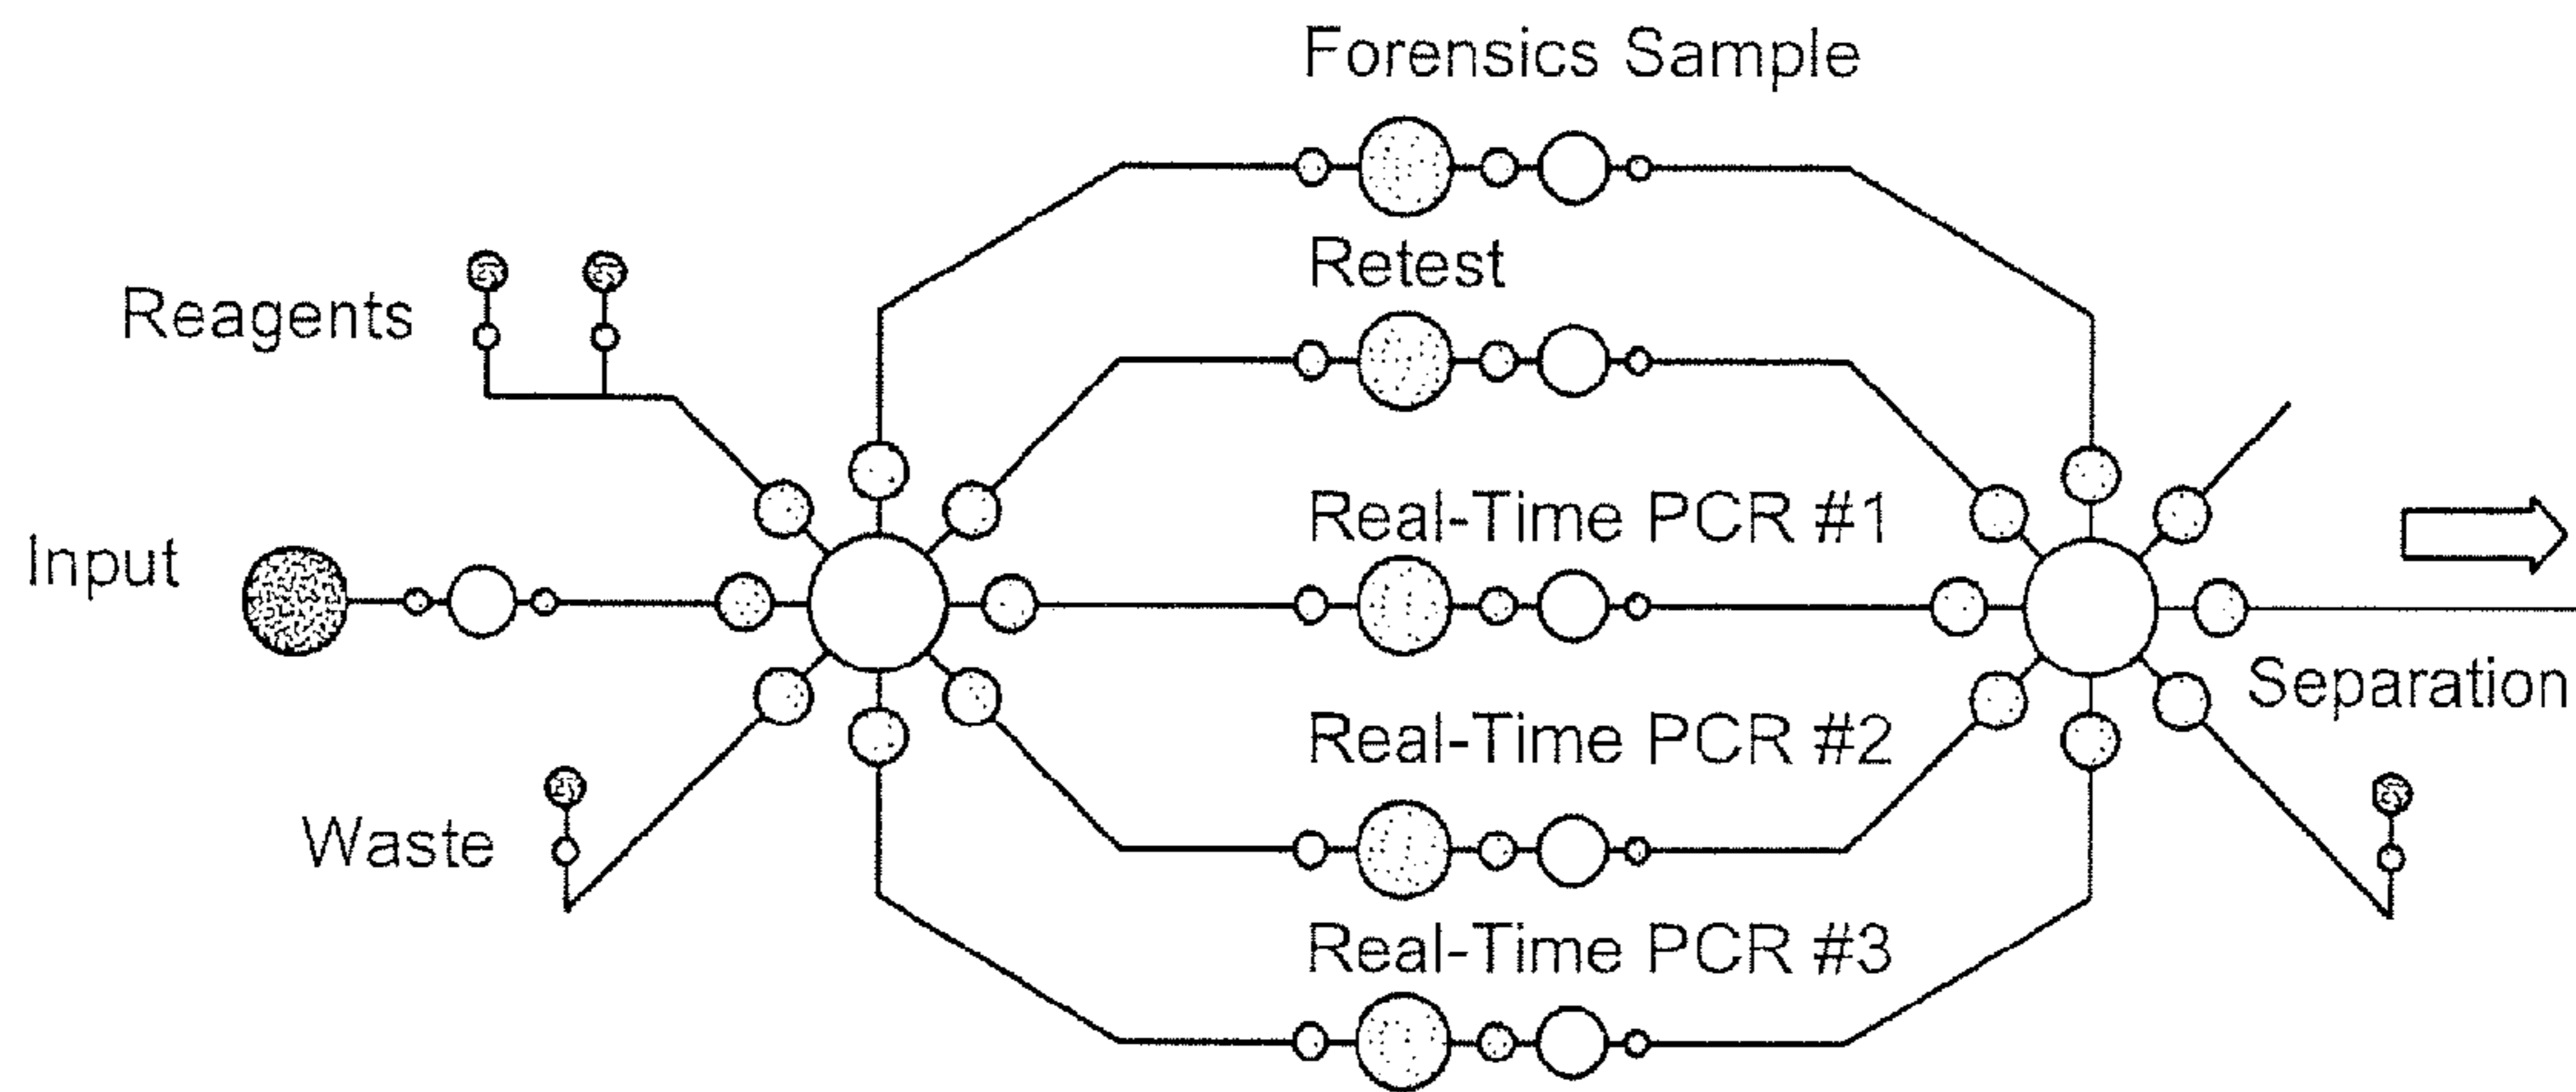 Forensics Sample
Retest
Reagents
Real-Time PCR #1
Input
Separation
Real-Time PCR #2
Waste
Real-Time PCR #3